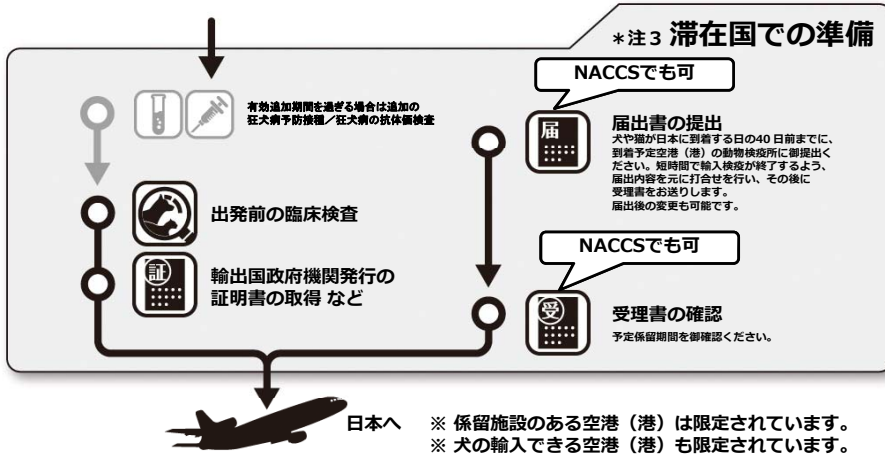 *注3 滞在国での準備
有効追加期間を過ぎる場合は追加の
狂犬病予防接種/狂犬病の抗体価検査
出発前の臨床検査
証
輸出国政府機関発行の
証明書の取得 など
NACCSでも可
届
届出書の提出
犬や猫が日本に到着する日の40 日前までに、
到着予定空港(港)の動物検疫所に御提出く
ださい。短時間で輸入検疫が終了するよう、
届出内容を元に打合せを行い、その後に
受理書をお送りします。
届出後の変更も可能です。
NACCSでも可
受
受理書の確認
予定係留期間を御確認ください。
日本へ
※ 係留施設のある空港(港)は限定されています。
※ 犬の輸入できる空港(港)も限定されています。